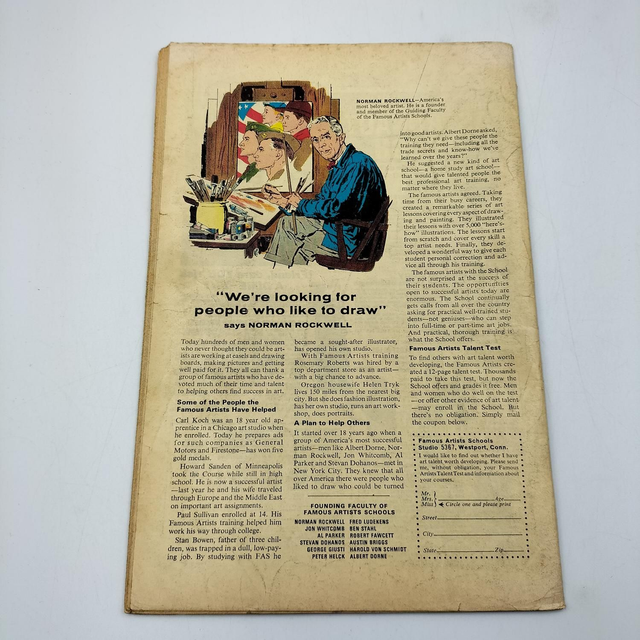 NORMAN ROCKWELL—America's
most beloved artist. He is a founder
and member of the Guiding Faculty
of the Famous Artists Schools.
"We're looking for
people who like to draw"
says NORMAN ROCKWELL
Today hundreds of men and women
who never thought they could be art-
ists are working at easels and drawing
boards, making pictures and getting
well paid for it. They all can thank a
group of famous artists who have de-
voted much of their time and talent
to helping others find success in art.
Some of the People the
Famous Artists Have Helped
Carl Koch was an 18 year old ap-
prentice in a Chicago art studio when
he enrolled. Today he prepares ads
for such companies as General
Motors and Firestone—has won five
gold medals.
Howard Sanden of Minneapolis
took the Course while still in high
school. He is now a successful artist
—last year he and his wife traveled
through Europe and the Middle East
on important art assignments.
Paul Sullivan enrolled at 14. His
Famous Artists training helped him
work his way through college.
Stan Bowen, father of three chil-
dren, was trapped in a dull, low-pay-
ing job. By studying with FAS he
became a sought-after illustrator,
has opened his own studio.
With Famous Artists training
Rosemary Roberts was hired by a
top department store as an artist—
with a big chance to advance.
Oregon housewife Helen Tryk
lives 150 miles from the nearest big
city. But she does fashion illustration,
has her own studio, runs an art work-
shop, does portraits.
A Plan to Help Others
It started over 18 years ago when a
group of America's most successful
artists—men like Albert Dorne, Nor-
man Rockwell, Jon Whitcomb, Al
Parker and Stevan Dohanos—met in
New York City. They knew that all
over America there were people who
liked to draw who could be turned
FOUNDING FACULTY OF
FAMOUS ARTISTS SCHOOLS
NORMAN ROCKWELL FRED LUDEKENS
JON WHITCOMB BEN STAHL
AL PARKER ROBERT FAWCETT
STEVAN DOHANOS AUSTIN BRIGGS
GEORGE GIUSTI HAROLD VON SCHMIDT
PETER HELCK ALBERT DORNE
into good artists. Albert Dorne asked,
"Why can't we give these people the
training they need—including all the
trade secrets and know-how we've
learned over the years?"
He suggested a new kind of art
school—a home study art school—
that would give talented people the
best professional art training, no
matter where they live.
The famous artists agreed. Taking
time from their busy careers, they
created a remarkable series of art
lessons covering every aspect of draw-
ing and painting. They illustrated
their lessons with over 5,000 "here's-
how" illustrations. The lessons start
from scratch and cover every skill a
top artist needs. Finally, they de-
veloped a wonderful way to give each
student personal correction and ad-
vice all through his training.
The famous artists with the School
are not surprised at the success of
their students. The opportunities
open to successful artists today are
enormous. The School continually
gets calls from all over the country
asking for practical well-trained stu-
dents—not geniuses—who can step
into full-time or part-time art jobs.
And practical, thorough training is
what the School offers.
Famous Artists Talent Test
To find others with art talent worth
developing, the Famous Artists cre-
ated a 12-page talent test. Thousands
paid to take this test, but now the
School offers and grades it free. Men
and women who do well on the test
—or offer other evidence of art talent
—may enroll in the School. But
there's no obligation. Simply mail
the coupon below.
Famous Artists Schools
Studio 5367, Westport, Conn.
I would like to find out whether I have
art talent worth developing. Please send
me, without obligation, your Famous
Artists Talent Test and information about
your courses.
Mr.
Mrs. Age
Miss Circle one and please print
Street
City
State Zip